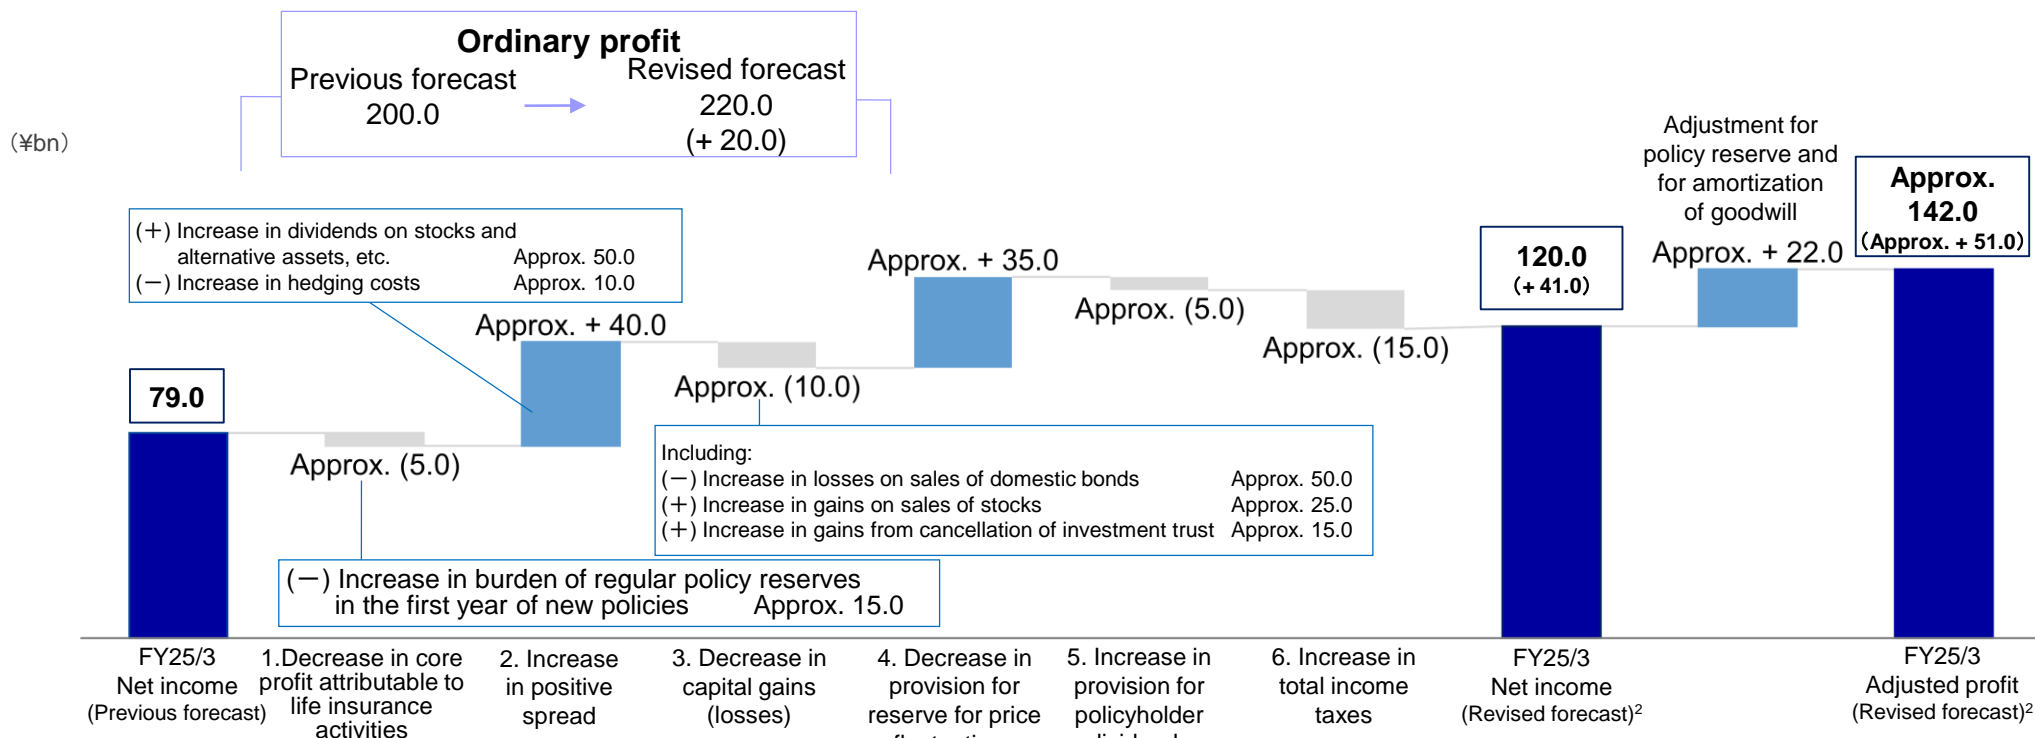 Ordinary profit
Previous forecast
200.0
Revised forecast
220.0
(+ 20.0)
(¥bn)
(+) Increase in dividends on stocks and
alternative assets, etc. Approx. 50.0
(−) Increase in hedging costs Approx. 10.0
79.0
Approx. (5.0)
(−) Increase in burden of regular policy reserves
in the first year of new policies Approx. 15.0
Approx. + 40.0
Approx. (10.0)
Including:
(−) Increase in losses on sales of domestic bonds Approx. 50.0
(+) Increase in gains on sales of stocks Approx. 25.0
(+) Increase in gains from cancellation of investment trust Approx. 15.0
Approx. + 35.0
Approx. (5.0)
Approx. (15.0)
120.0
(+ 41.0)
Adjustment for
policy reserve and
for amortization
of goodwill
Approx. + 22.0
Approx.
142.0
(Approx. + 51.0)
FY25/3
Net income
(Previous forecast)
1.Decrease in core
profit attributable to
life insurance
activities
2. Increase
in positive
spread
3. Decrease in
capital gains
(losses)
4. Decrease in
provision for
reserve for price
5. Increase in
provision for
policyholder
6. Increase in
total income
taxes
FY25/3
Net income
(Revised forecast)2
FY25/3
Adjusted profit
(Revised forecast)2